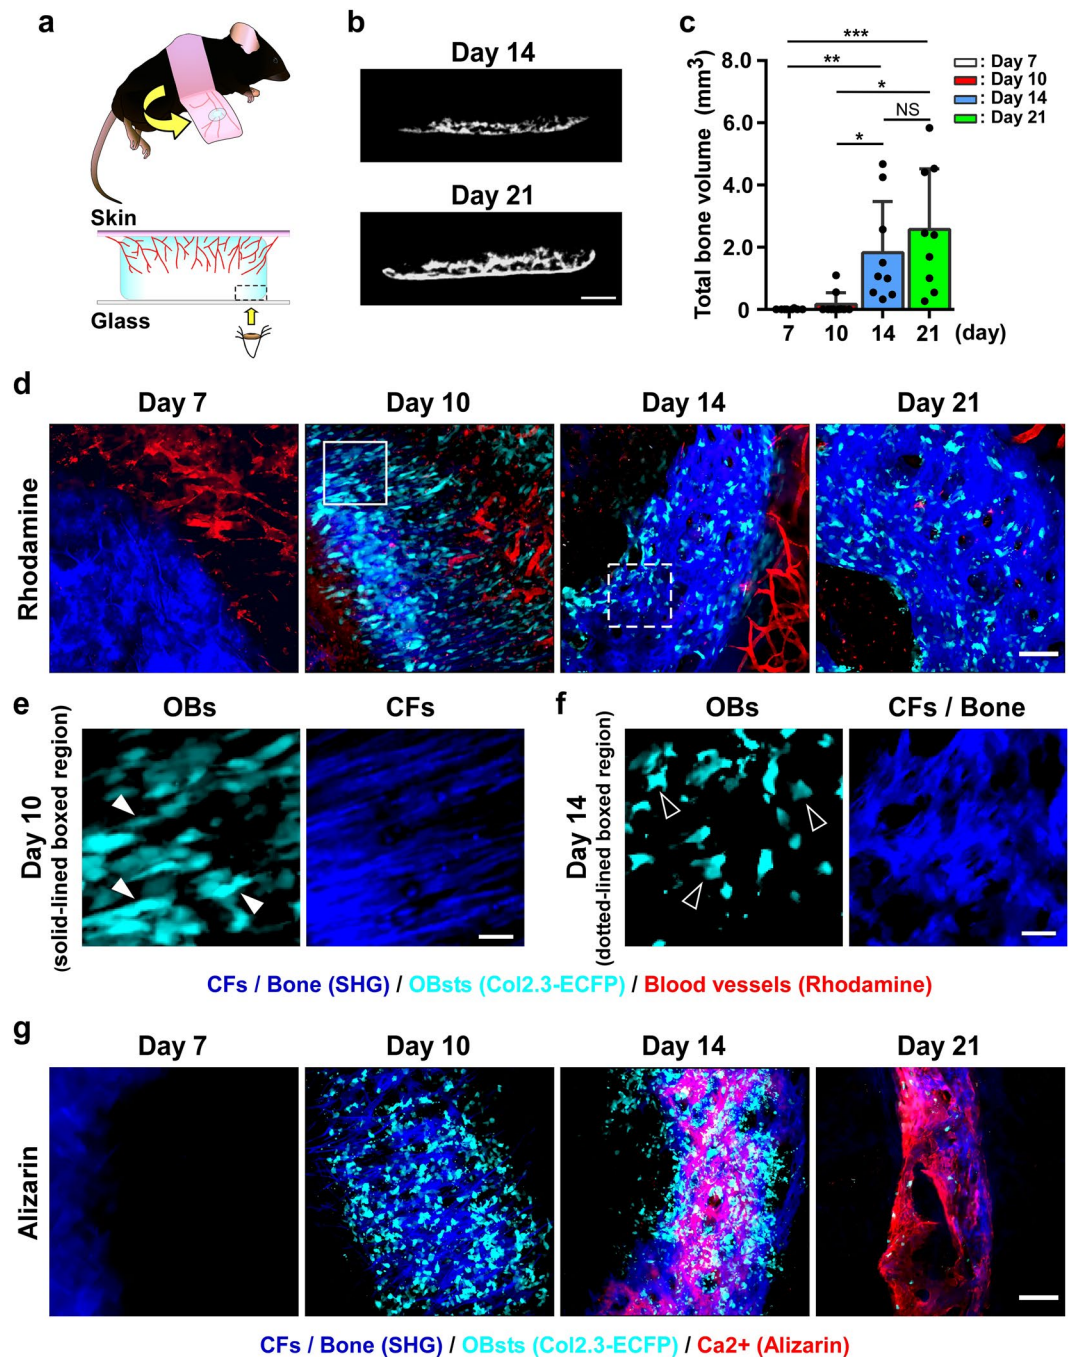 a
Skin
Glass
b
Day 14
Day 21
c
Total bone volume (mm3)
8.0
6.0
4.0
2.0
0
7 10 14 21 (day)
***
**
*
NS
*
: Day 7
: Day 10
: Day 14
: Day 21
d
Day 7 Day 10 Day 14 Day 21
Rhodamine
e
OBs CFs
Day 10
(solid-lined boxed region)
f
OBs CFs / Bone
Day 14
(dotted-lined boxed region)
CFs / Bone (SHG) / OBsts (Col2.3-ECFP) / Blood vessels (Rhodamine)
g
Day 7 Day 10 Day 14 Day 21
Alizarin
CFs / Bone (SHG) / OBsts (Col2.3-ECFP) / Ca2+ (Alizarin)